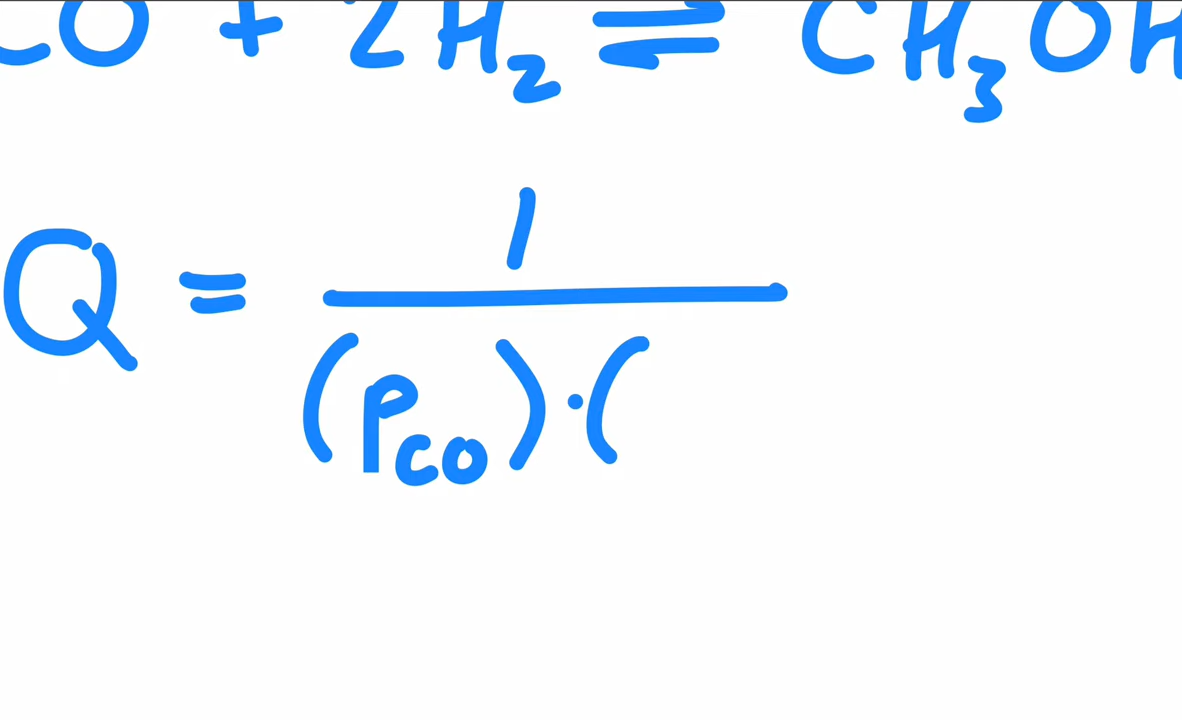 CO + 2H₂ ⇌ CH₃OH
Q = 1 / (pCO) · (